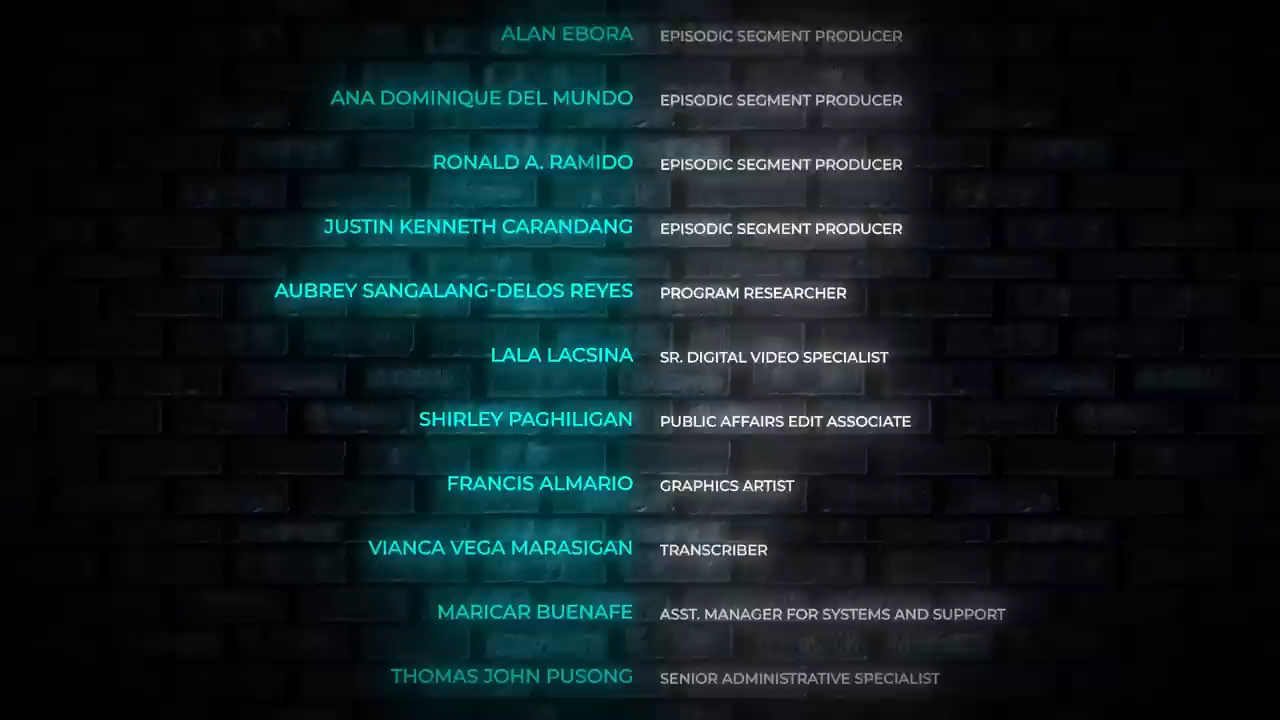 ALAN EBORA EPISODIC SEGMENT PRODUCER
ANA DOMINIQUE DEL MUNDO EPISODIC SEGMENT PRODUCER
RONALD A. RAMIDO EPISODIC SEGMENT PRODUCER
JUSTIN KENNETH CARANDANG EPISODIC SEGMENT PRODUCER
AUBREY SANGALANG-DELOS REYES PROGRAM RESEARCHER
LALA LACSINA SR. DIGITAL VIDEO SPECIALIST
SHIRLEY PAGHILIGAN PUBLIC AFFAIRS EDIT ASSOCIATE
FRANCIS ALMARIO GRAPHICS ARTIST
VIANCA VEGA MARASIGAN TRANSCRIBER
MARICAR BUENAFE ASST. MANAGER FOR SYSTEMS AND SUPPORT
THOMAS JOHN PUSONG SENIOR ADMINISTRATIVE SPECIALIST